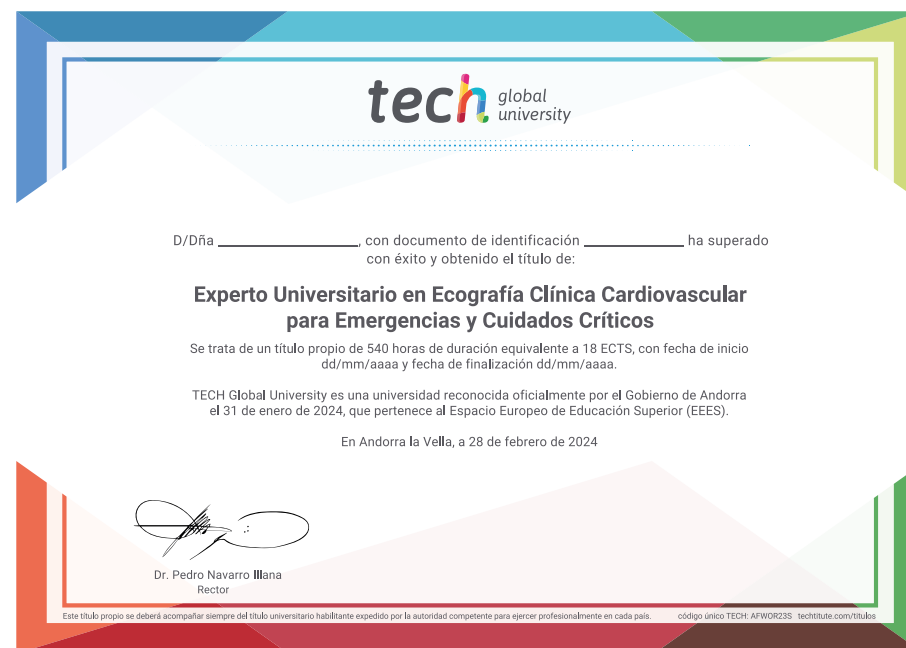 tech global university
D/Dña ____________________, con documento de identificación ______________ ha superado
con éxito y obtenido el título de:
Experto Universitario en Ecografía Clínica Cardiovascular
para Emergencias y Cuidados Críticos
Se trata de un título propio de 540 horas de duración equivalente a 18 ECTS, con fecha de inicio
dd/mm/aaaa y fecha de finalización dd/mm/aaaa.
TECH Global University es una universidad reconocida oficialmente por el Gobierno de Andorra
el 31 de enero de 2024, que pertenece al Espacio Europeo de Educación Superior (EEES).
En Andorra la Vella, a 28 de febrero de 2024
Dr. Pedro Navarro Illana
Rector
Este título propio se deberá acompañar siempre del título universitario habilitante expedido por la autoridad competente para ejercer profesionalmente en cada país. código único TECH: AFWOR23S techtitute.com/títulos